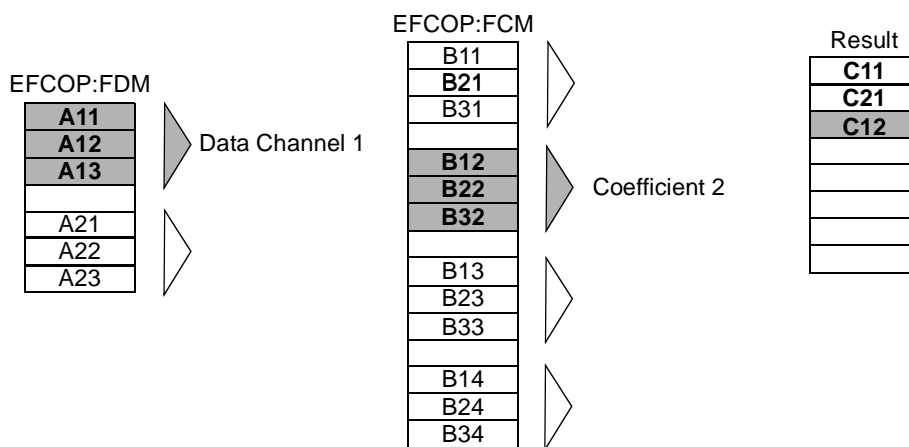 EFCOP:FDM
A11
A12
A13
A21
A22
A23
Data Channel 1
EFCOP:FCM
B11
B21
B31
B12
B22
B32
B13
B23
B33
B14
B24
B34
Coefficient 2
Result
C11
C21
C12